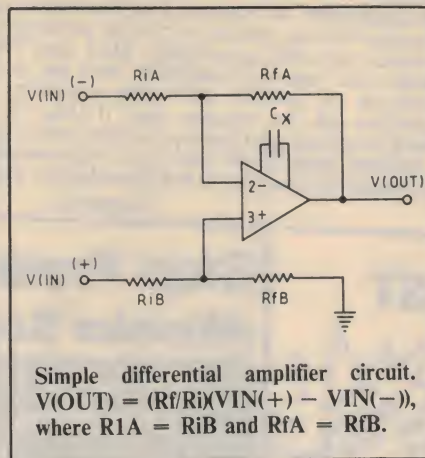 (-)
V(IN)
RiA
RfA
Cx
2-
3+
V(OUT)
(+)
V(IN)
RiB
RfB
Simple differential amplifier circuit.
V(OUT) = (Rf/Ri)(VIN(+) − VIN(−)),
where R1A = RiB and RfA = RfB.